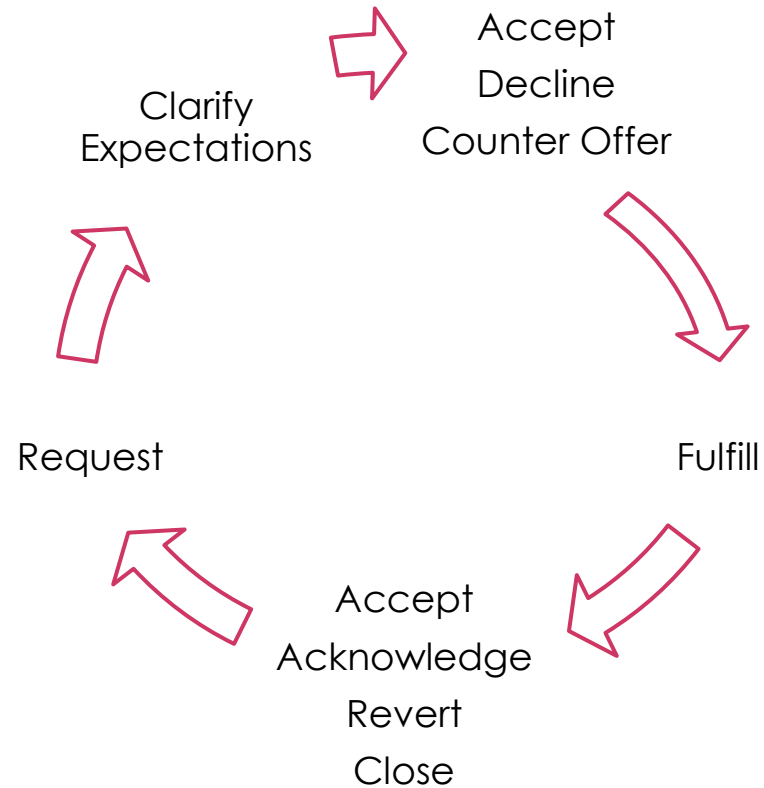 Accept
Decline
Counter Offer
Clarify
Expectations
Request
Fulfill
Accept
Acknowledge
Revert
Close